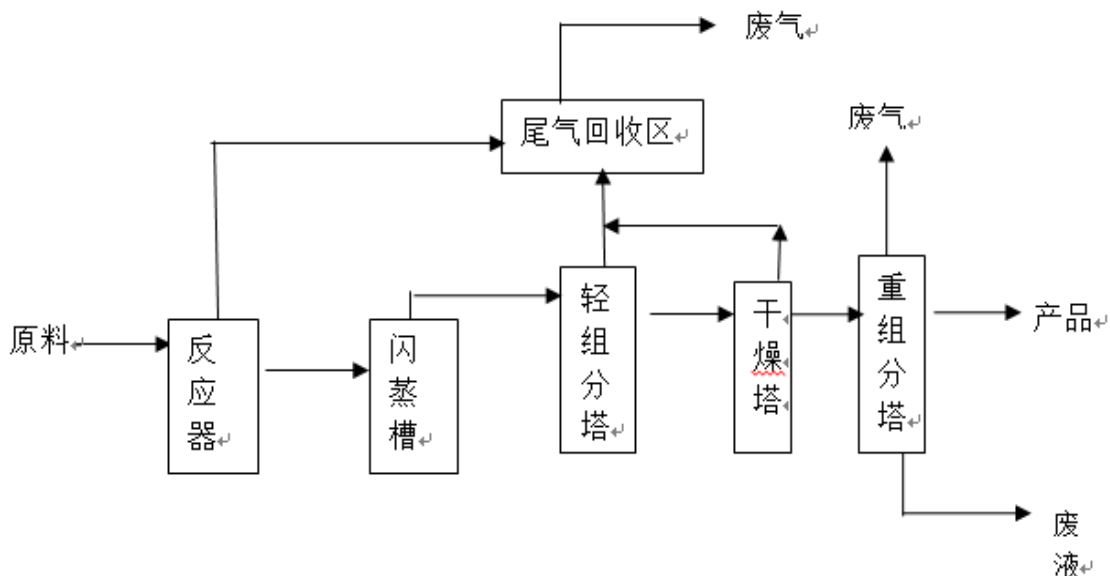 废气
尾气回收区
废气
原料
反
应
器
闪
蒸
槽
轻
组
分
塔
干
燥
塔
重
组
分
塔
产品
废
液